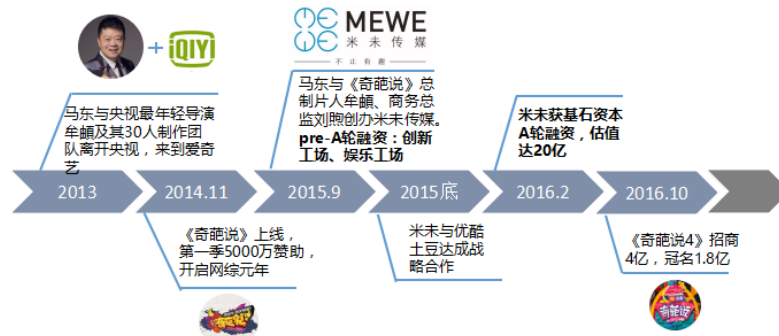 iQIYI
MEWE
米未传媒
不止有趣
马东与央视最年轻导演
牟頔及其30人制作团
队离开央视，来到爱奇
艺
马东与《奇葩说》总
制片人牟頔、商务总
监刘煦创办米未传媒。
pre-A轮融资：创新
工场、娱乐工场
米未获基石资本
A轮融资，估值
达20亿
2013
2014.11
2015.9
2015底
2016.2
2016.10
《奇葩说》上线，
第一季5000万赞助，
开启网综元年
米未与优酷
土豆达成战
略合作
《奇葩说4》招商
4亿，冠名1.8亿
奇葩说
奇葩说